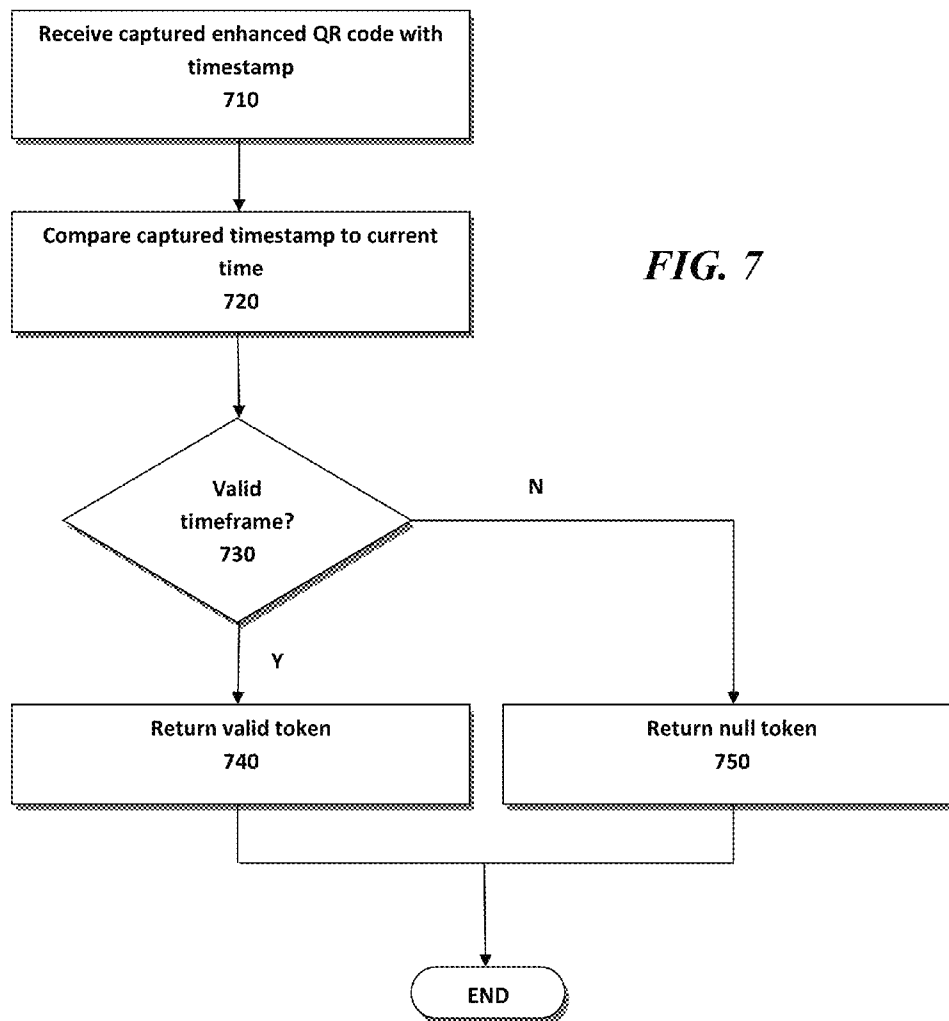 Receive captured enhanced QR code with
timestamp
710
Compare captured timestamp to current
time
720
FIG. 7
Valid
timeframe?
730
N
Y
Return valid token
740
Return null token
750
END